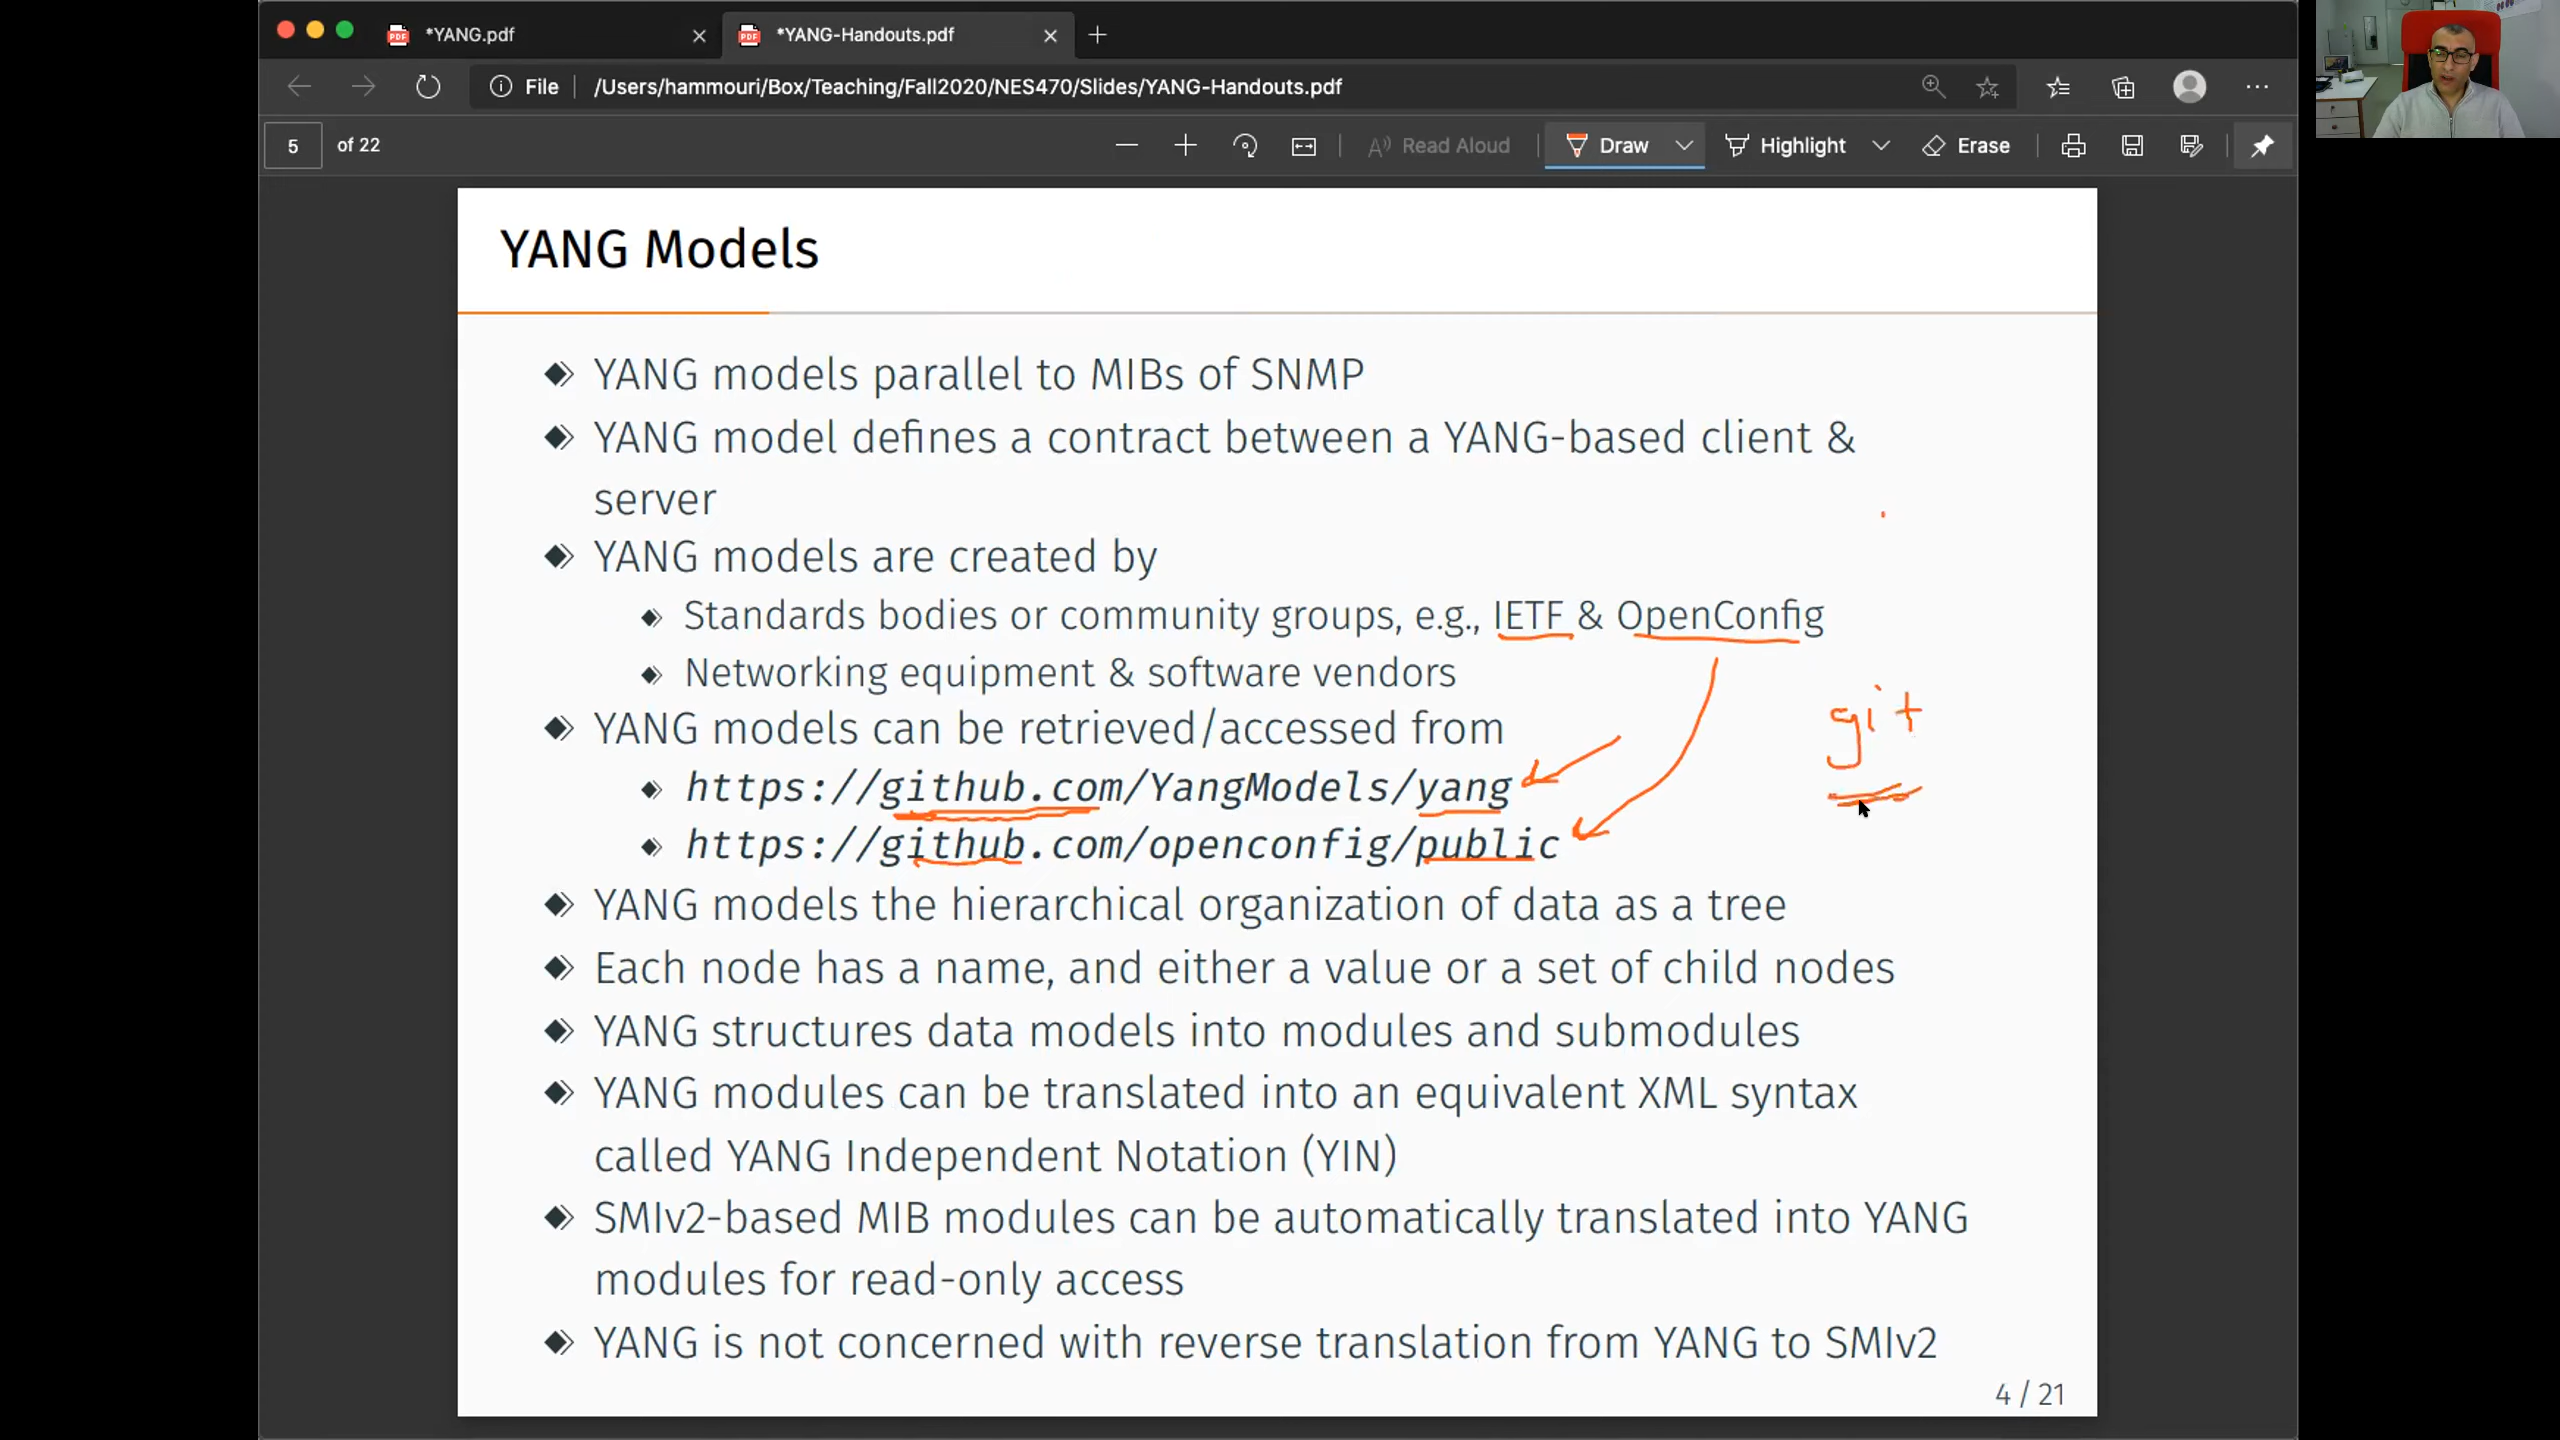 *YANG.pdf
*YANG-Handouts.pdf
File /Users/hammouri/Box/Teaching/Fall2020/NES470/Slides/YANG-Handouts.pdf
5 of 22
Read Aloud
Draw
Highlight
Erase
YANG Models
YANG models parallel to MIBs of SNMP
YANG model defines a contract between a YANG-based client &
server
YANG models are created by
Standards bodies or community groups, e.g., IETF & OpenConfig
Networking equipment & software vendors
YANG models can be retrieved/accessed from
git
https://github.com/YangModels/yang
https://github.com/openconfig/public
YANG models the hierarchical organization of data as a tree
Each node has a name, and either a value or a set of child nodes
YANG structures data models into modules and submodules
YANG modules can be translated into an equivalent XML syntax
called YANG Independent Notation (YIN)
SMIv2-based MIB modules can be automatically translated into YANG
modules for read-only access
YANG is not concerned with reverse translation from YANG to SMIv2
4 / 21